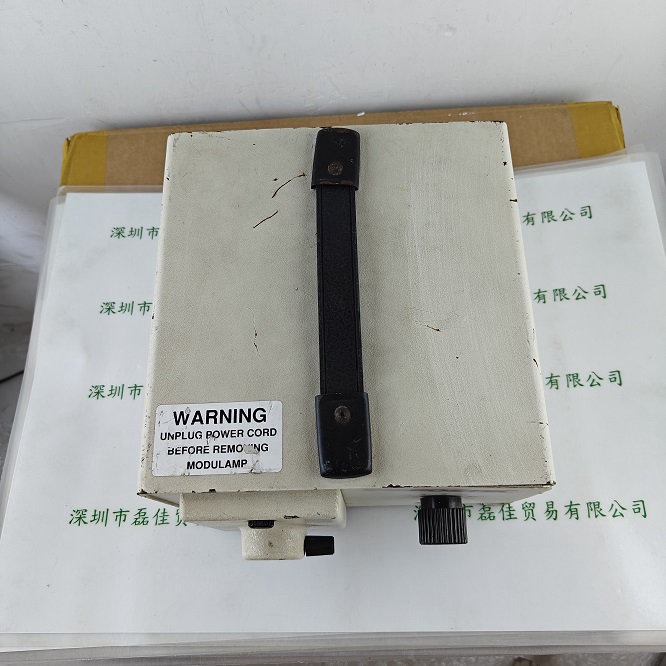 深圳市
有限公司
深圳市
有限公司
深圳市
有限公司
WARNING
UNPLUG POWER CORD
BEFORE REMOVING
MODULAMP
深圳市磊佳贸
市磊佳贸易有限公司